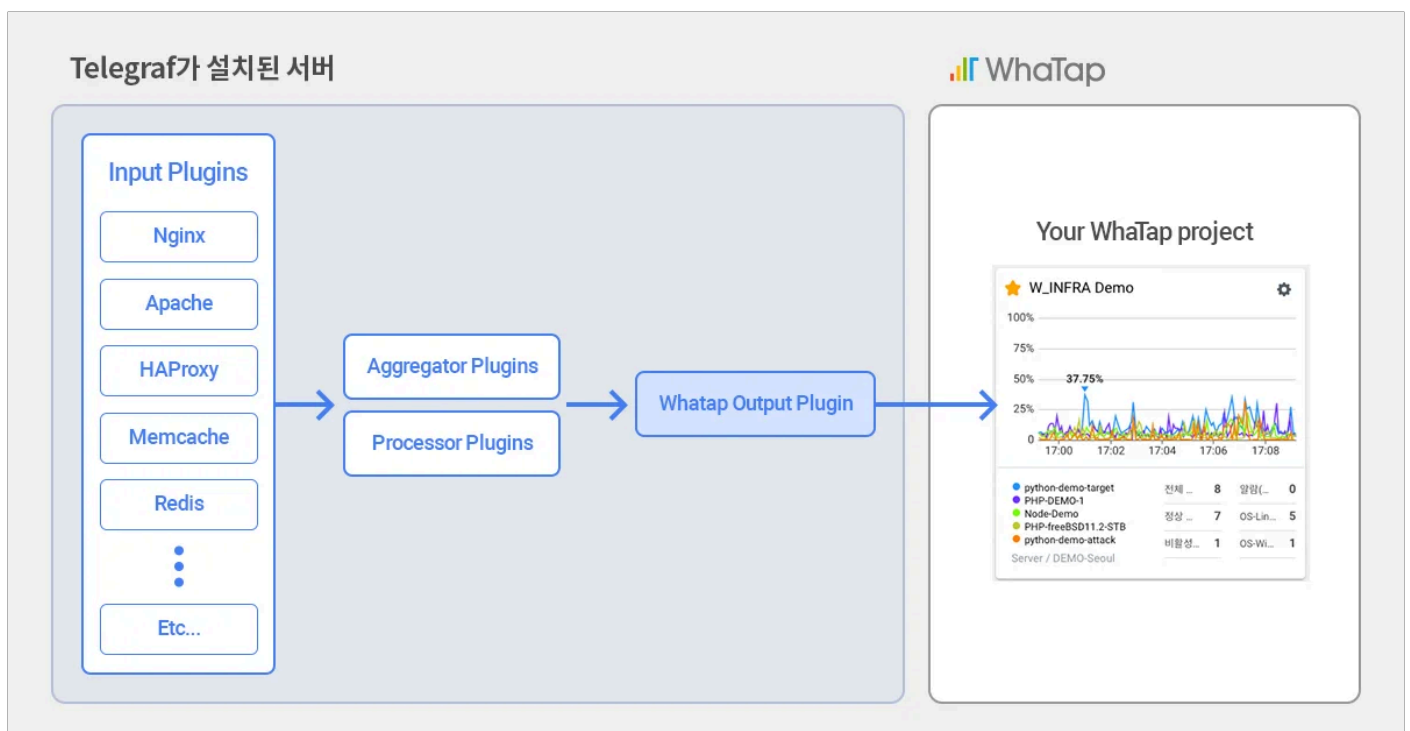 Telegraf가 설치된 서버
WhaTap
Input Plugins
Nginx
Apache
HAProxy
Memcache
Redis
Etc...
Aggregator Plugins
Processor Plugins
Whatap Output Plugin
Your WhaTap project
W_INFRA Demo
100%
75%
50%
37.75%
25%
0
17:00 17:02 17:04 17:06 17:08
python-demo-target
PHP-DEMO-1
Node-Demo
PHP-freeBSD11.2-STB
python-demo-attack
전체 ... 8 알람(... 0
정상 ... 7 OS-Lin... 5
비활성... 1 OS-Wi... 1
Server / DEMO-Seoul